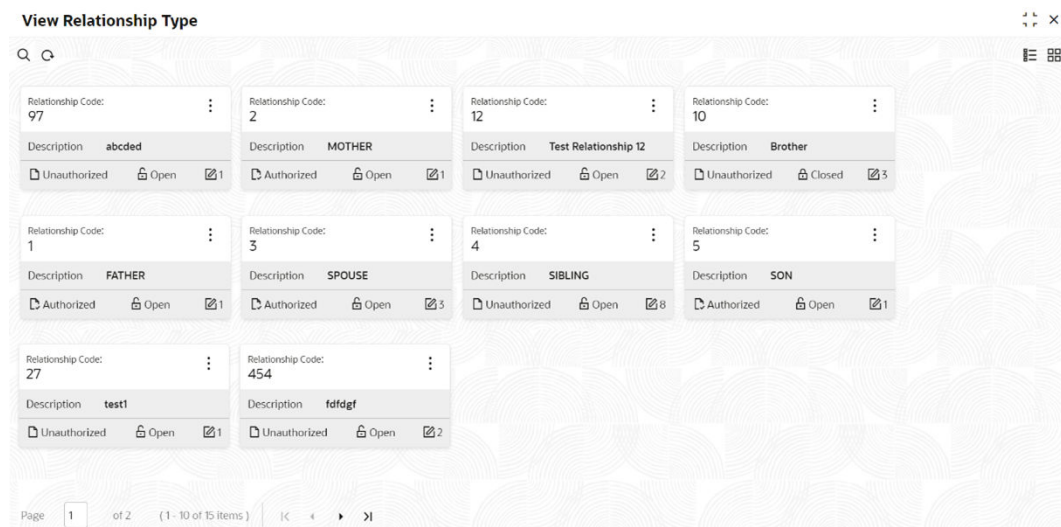 View Relationship Type
Relationship Code:
97
Description abcded
Unauthorized Open 1
Relationship Code:
2
Description MOTHER
Authorized Open 1
Relationship Code:
12
Description Test Relationship 12
Unauthorized Open 2
Relationship Code:
10
Description Brother
Unauthorized Closed 3
Relationship Code:
1
Description FATHER
Authorized Open 1
Relationship Code:
3
Description SPOUSE
Authorized Open 3
Relationship Code:
4
Description SIBLING
Unauthorized Open 8
Relationship Code:
5
Description SON
Authorized Open 1
Relationship Code:
27
Description test1
Unauthorized Open 1
Relationship Code:
454
Description fdfdgf
Unauthorized Open 2
Page 1 of 2 (1 - 10 of 15 items)